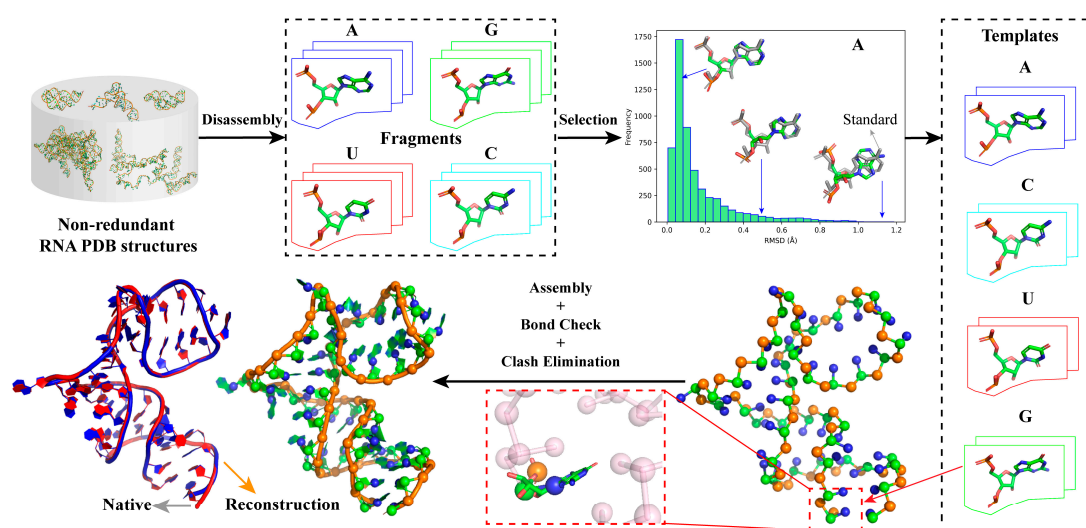 Disassembly
Non-redundant
RNA PDB structures
A
G
Fragments
U
C
Selection
A
Standard
Frequency
1750
1500
1250
1000
750
500
250
0
0.0
0.2
0.4
0.6
0.8
1.0
1.2
RMSD (Å)
Templates
A
C
U
G
Assembly
+
Bond Check
+
Clash Elimination
Native
Reconstruction